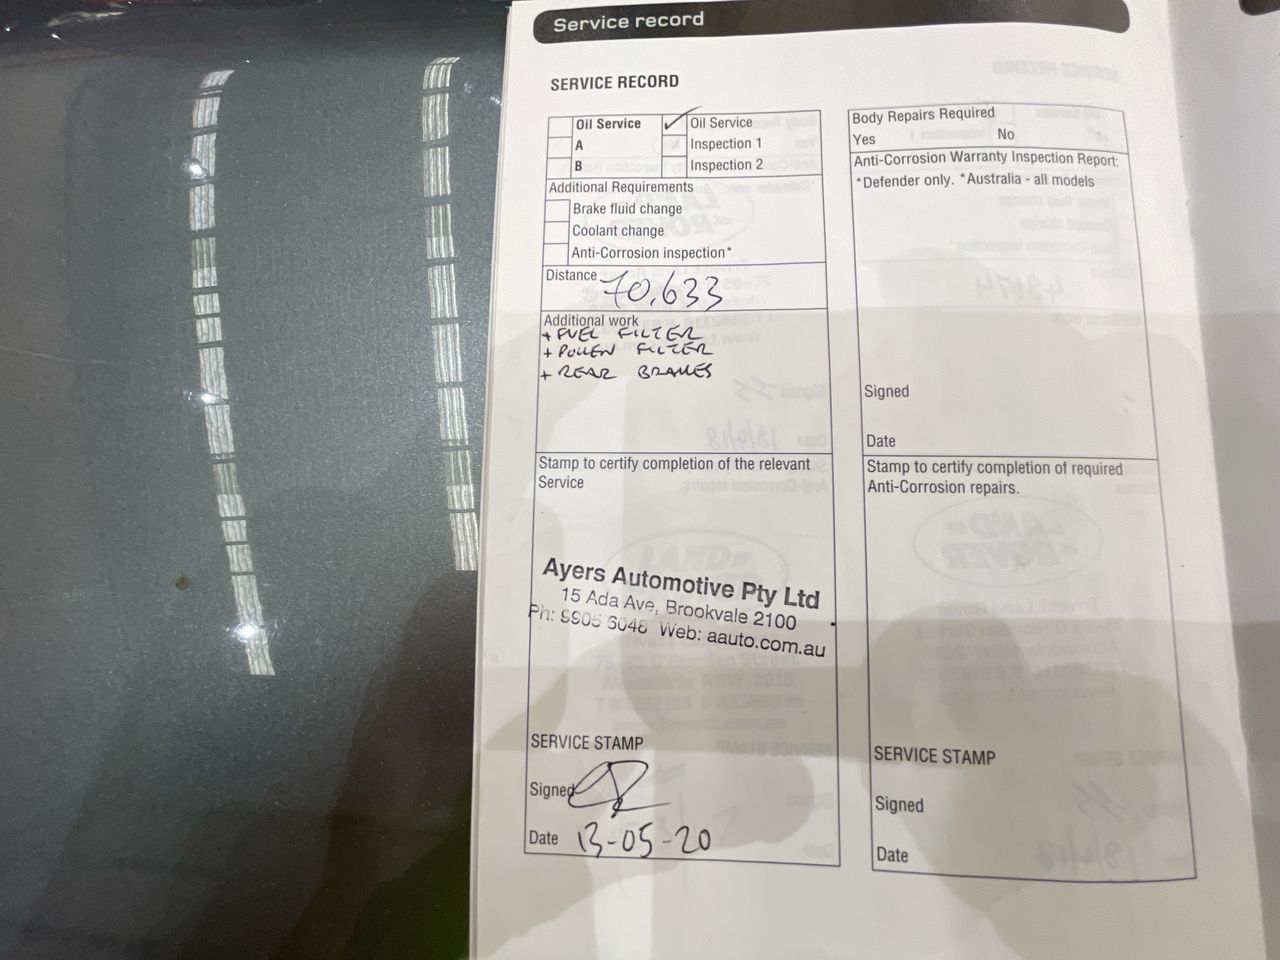 Service record
SERVICE RECORD
Oil Service ✓ Oil Service
A Inspection 1
B Inspection 2
Additional Requirements
Brake fluid change
Coolant change
Anti-Corrosion inspection*
Distance 70,633
Additional work
+ FUEL FILTER
+ POLLEN FILTER
+ REAR BRAKES
Stamp to certify completion of the relevant
Service
Ayers Automotive Pty Ltd
15 Ada Ave, Brookvale 2100
Ph: 9905 6048 Web: aauto.com.au
SERVICE STAMP
Signed
Date 13-05-20
Body Repairs Required
Yes No
Anti-Corrosion Warranty Inspection Report:
*Defender only. *Australia - all models
Signed
Date
Stamp to certify completion of required
Anti-Corrosion repairs.
SERVICE STAMP
Signed
Date